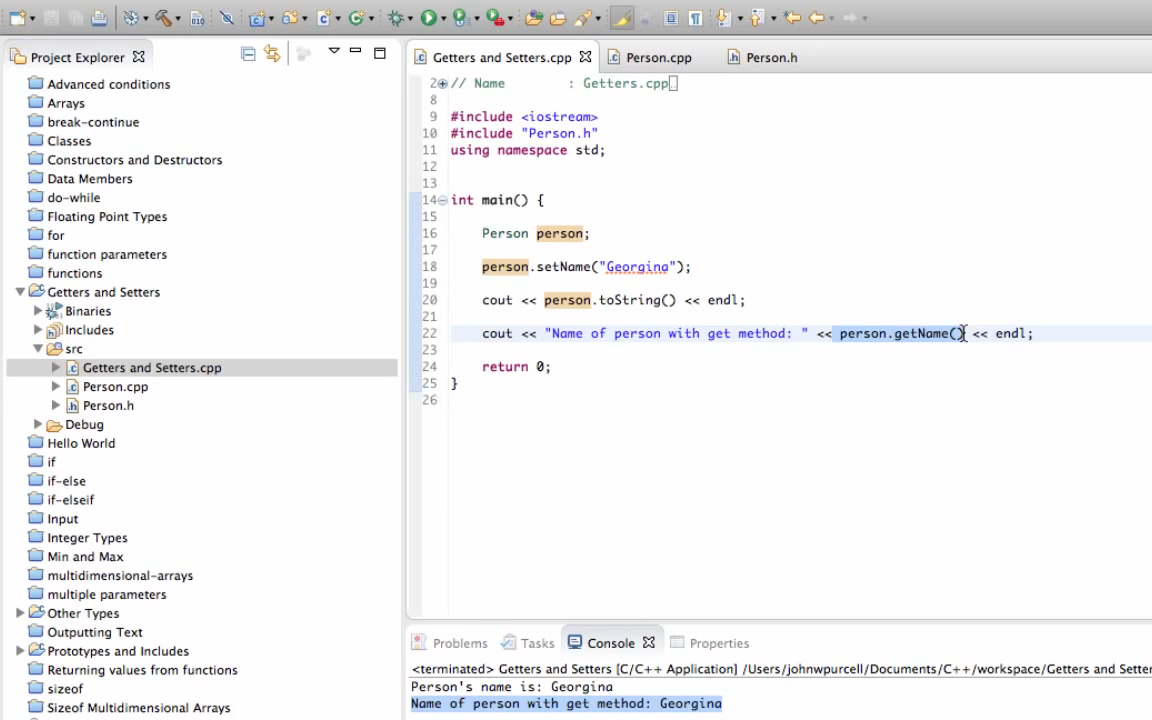 Project Explorer
Advanced conditions
Arrays
break-continue
Classes
Constructors and Destructors
Data Members
do-while
Floating Point Types
for
function parameters
functions
Getters and Setters
Binaries
Includes
src
Getters and Setters.cpp
Person.cpp
Person.h
Debug
Hello World
if
if-else
if-elseif
Input
Integer Types
Min and Max
multidimensional-arrays
multiple parameters
Other Types
Outputting Text
Prototypes and Includes
Returning values from functions
sizeof
Sizeof Multidimensional Arrays
Getters and Setters.cpp Person.cpp Person.h
2 // Name : Getters.cpp
8
9 #include <iostream>
10 #include "Person.h"
11 using namespace std;
12
13
14 int main() {
15
16 Person person;
17
18 person.setName("Georgina");
19
20 cout << person.toString() << endl;
21
22 cout << "Name of person with get method: " << person.getName() << endl;
23
24 return 0;
25 }
26
Problems Tasks Console Properties
<terminated> Getters and Setters [C/C++ Application] /Users/johnwpurcell/Documents/C++/workspace/Getters and Setter
Person's name is: Georgina
Name of person with get method: Georgina